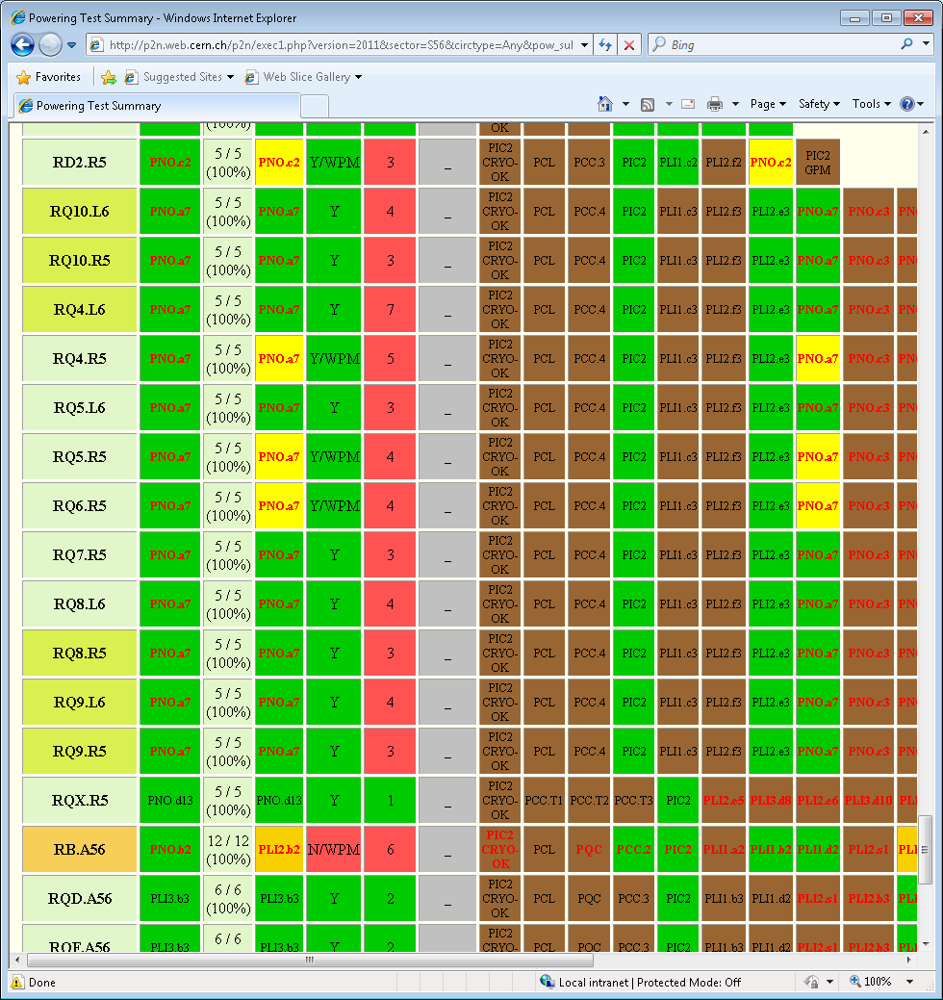 Powering Test Summary - Windows Internet Explorer
http://p2n.web.cern.ch/p2n/exec1.php?version=2011&sector=S56&circtype=Any&pow_sul
Bing
Favorites Suggested Sites Web Slice Gallery
Powering Test Summary
Page Safety Tools
(100%) OK
RD2.R5 PNO.c2 5 / 5 (100%) PNO.c2 Y/WPM 3 _ PIC2 CRYO-OK PCL PCC.3 PIC2 PLI1.c2 PLI2.f2 PNO.c2 PIC2 GPM
RQ10.L6 PNO.a7 5 / 5 (100%) PNO.a7 Y 4 _ PIC2 CRYO-OK PCL PCC.4 PIC2 PLI1.c3 PLI2.f3 PLI2.e3 PNO.a7 PNO.c3 PNO
RQ10.R5 PNO.a7 5 / 5 (100%) PNO.a7 Y 3 _ PIC2 CRYO-OK PCL PCC.4 PIC2 PLI1.c3 PLI2.f3 PLI2.e3 PNO.a7 PNO.c3 PNO
RQ4.L6 PNO.a7 5 / 5 (100%) PNO.a7 Y 7 _ PIC2 CRYO-OK PCL PCC.4 PIC2 PLI1.c3 PLI2.f3 PLI2.e3 PNO.a7 PNO.c3 PNO
RQ4.R5 PNO.a7 5 / 5 (100%) PNO.a7 Y/WPM 5 _ PIC2 CRYO-OK PCL PCC.4 PIC2 PLI1.c3 PLI2.f3 PLI2.e3 PNO.a7 PNO.c3 PNO
RQ5.L6 PNO.a7 5 / 5 (100%) PNO.a7 Y 3 _ PIC2 CRYO-OK PCL PCC.4 PIC2 PLI1.c3 PLI2.f3 PLI2.e3 PNO.a7 PNO.c3 PNO
RQ5.R5 PNO.a7 5 / 5 (100%) PNO.a7 Y/WPM 4 _ PIC2 CRYO-OK PCL PCC.4 PIC2 PLI1.c3 PLI2.f3 PLI2.e3 PNO.a7 PNO.c3 PNO
RQ6.R5 PNO.a7 5 / 5 (100%) PNO.a7 Y/WPM 4 _ PIC2 CRYO-OK PCL PCC.4 PIC2 PLI1.c3 PLI2.f3 PLI2.e3 PNO.a7 PNO.c3 PNO
RQ7.R5 PNO.a7 5 / 5 (100%) PNO.a7 Y 3 _ PIC2 CRYO-OK PCL PCC.4 PIC2 PLI1.c3 PLI2.f3 PLI2.e3 PNO.a7 PNO.c3 PNO
RQ8.L6 PNO.a7 5 / 5 (100%) PNO.a7 Y 4 _ PIC2 CRYO-OK PCL PCC.4 PIC2 PLI1.c3 PLI2.f3 PLI2.e3 PNO.a7 PNO.c3 PNO
RQ8.R5 PNO.a7 5 / 5 (100%) PNO.a7 Y 3 _ PIC2 CRYO-OK PCL PCC.4 PIC2 PLI1.c3 PLI2.f3 PLI2.e3 PNO.a7 PNO.c3 PNO
RQ9.L6 PNO.a7 5 / 5 (100%) PNO.a7 Y 4 _ PIC2 CRYO-OK PCL PCC.4 PIC2 PLI1.c3 PLI2.f3 PLI2.e3 PNO.a7 PNO.c3 PNO
RQ9.R5 PNO.a7 5 / 5 (100%) PNO.a7 Y 3 _ PIC2 CRYO-OK PCL PCC.4 PIC2 PLI1.c3 PLI2.f3 PLI2.e3 PNO.a7 PNO.c3 PNO
RQX.R5 PNO.d13 5 / 5 (100%) PNO.d13 Y 1 _ PIC2 CRYO-OK PCC.T1 PCC.T2 PCC.T3 PIC2 PLI2.e5 PLI3.d8 PLI2.e6 PLI3.d10 PLI
RB.A56 PNO.b2 12 / 12 (100%) PLI2.b2 N/WPM 6 _ PIC2 CRYO-OK PCL PQC PCC.2 PIC2 PLI1.a2 PLI1.b2 PLI1.d2 PLI2.s1 PLI
RQD.A56 PLI3.b3 6 / 6 (100%) PLI3.b3 Y 2 _ PIC2 CRYO-OK PCL PQC PCC.3 PIC2 PLI1.b3 PLI1.d2 PLI2.s1 PLI2.b3 PLI
RQF.A56 PLI3.b3 6 / 6 PLI3.b3 Y 2 _ PIC2 CRYO- PCL PQC PCC.3 PIC2 PLI1.b3 PLI1.d2 PLI2.s1 PLI2.b3 PLI
Done Local intranet | Protected Mode: Off 100%